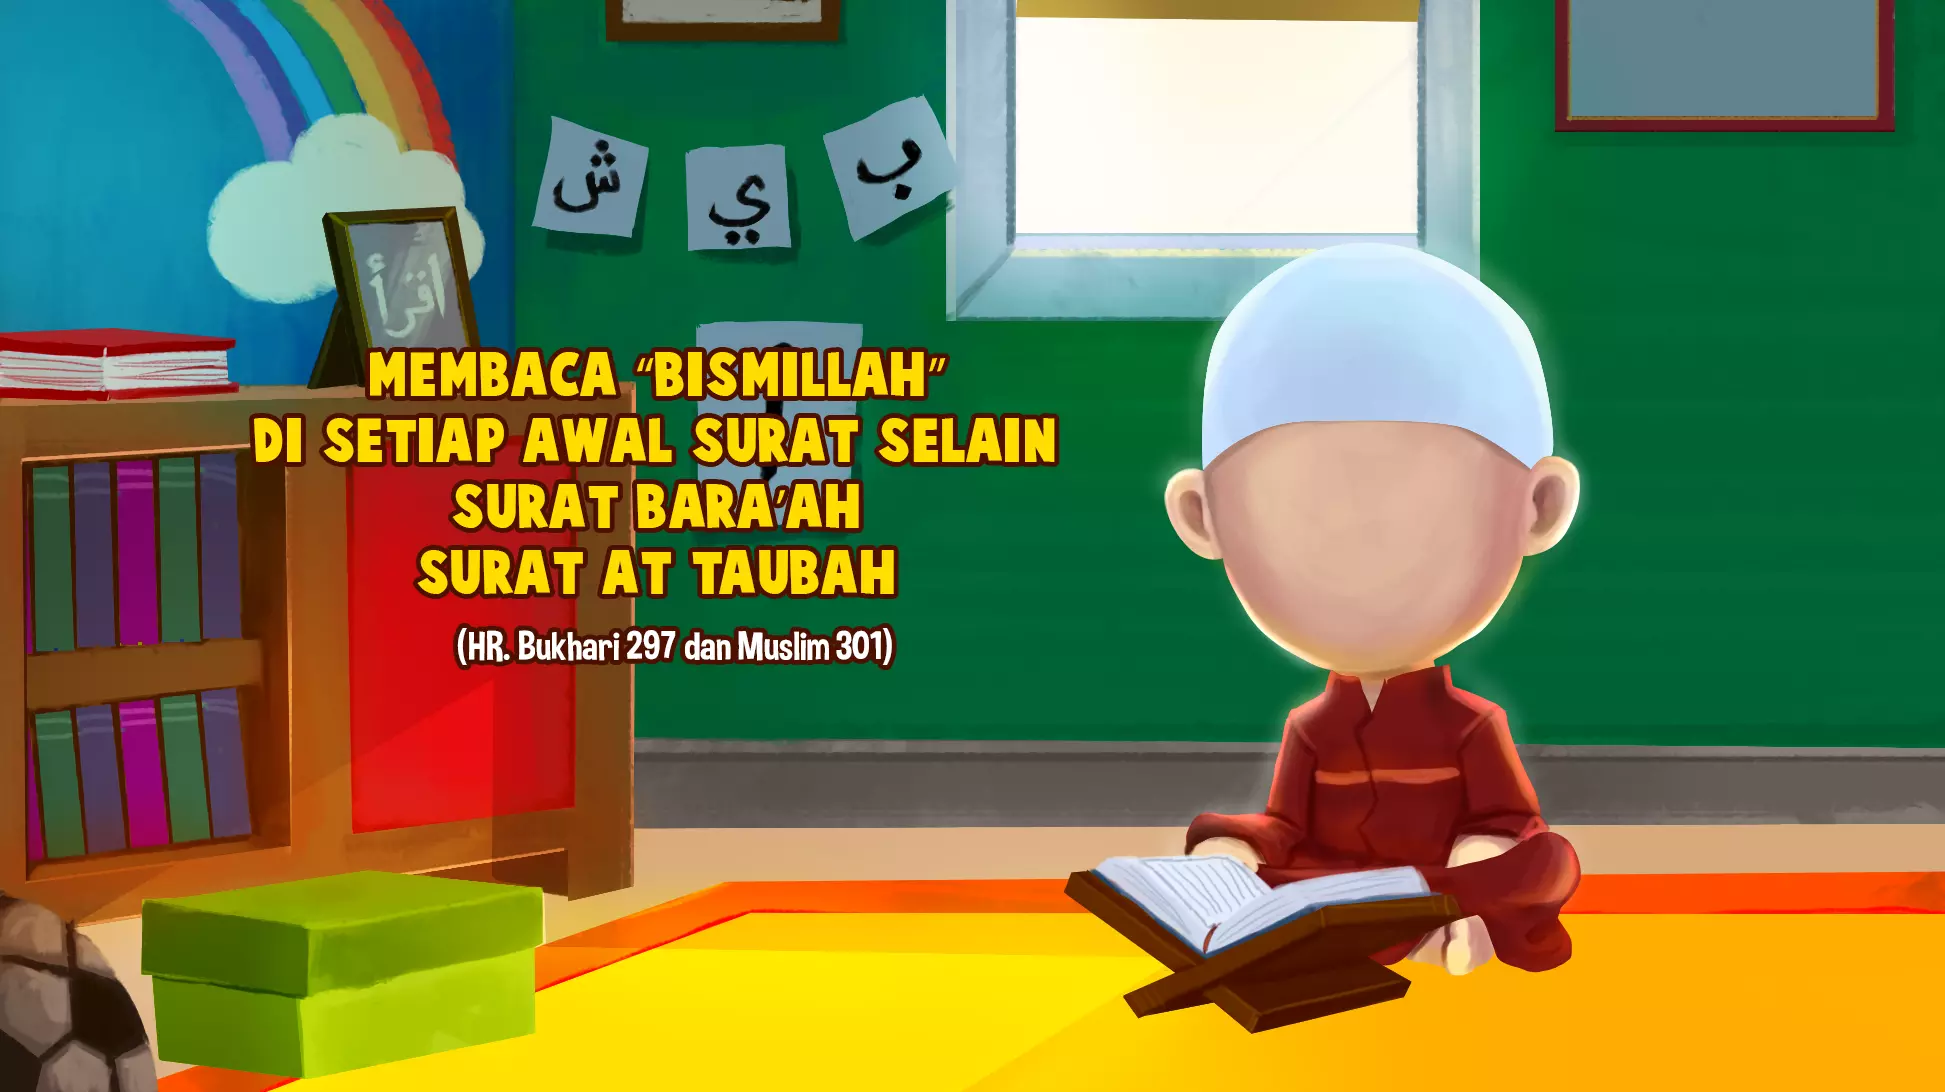 ش ي ب
اقرأ
MEMBACA “BISMILLAH”
DI SETIAP AWAL SURAT SELAIN
SURAT BARA’AH
SURAT AT TAUBAH
(HR. Bukhari 297 dan Muslim 301)